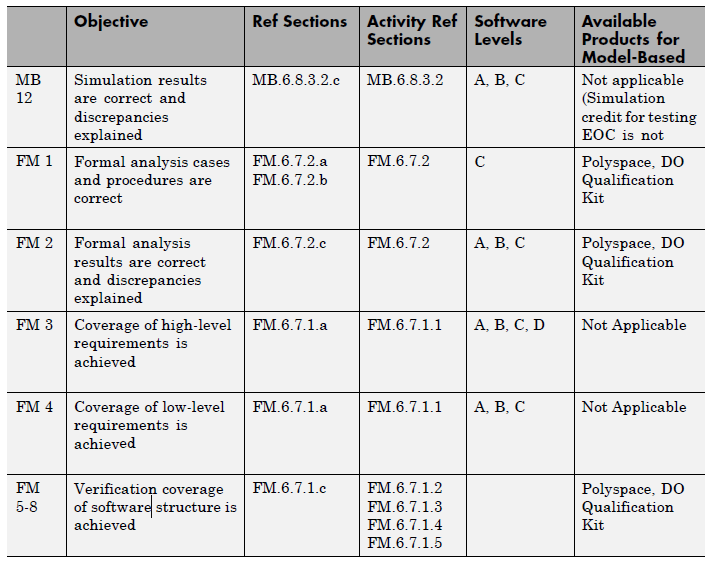 Objective Ref Sections Activity Ref Software Available
Sections Levels Products for
Model-Based
MB Simulation results MB.6.8.3.2.c MB.6.8.3.2 A, B, C Not applicable
12 are correct and (Simulation
discrepancies credit for testing
explained EOC is not
FM 1 Formal analysis cases FM.6.7.2.a FM.6.7.2 C Polyspace, DO
and procedures are FM.6.7.2.b Qualification
correct Kit
FM 2 Formal analysis FM.6.7.2.c FM.6.7.2 A, B, C Polyspace, DO
results are correct Qualification
and discrepancies Kit
explained
FM 3 Coverage of high-level FM.6.7.1.a FM.6.7.1.1 A, B, C, D Not Applicable
requirements is
achieved
FM 4 Coverage of low-level FM.6.7.1.a FM.6.7.1.1 A, B, C Not Applicable
requirements is
achieved
FM Verification coverage FM.6.7.1.c FM.6.7.1.2 Polyspace, DO
5-8 of software structure is FM.6.7.1.3 Qualification
achieved FM.6.7.1.4 Kit
FM.6.7.1.5